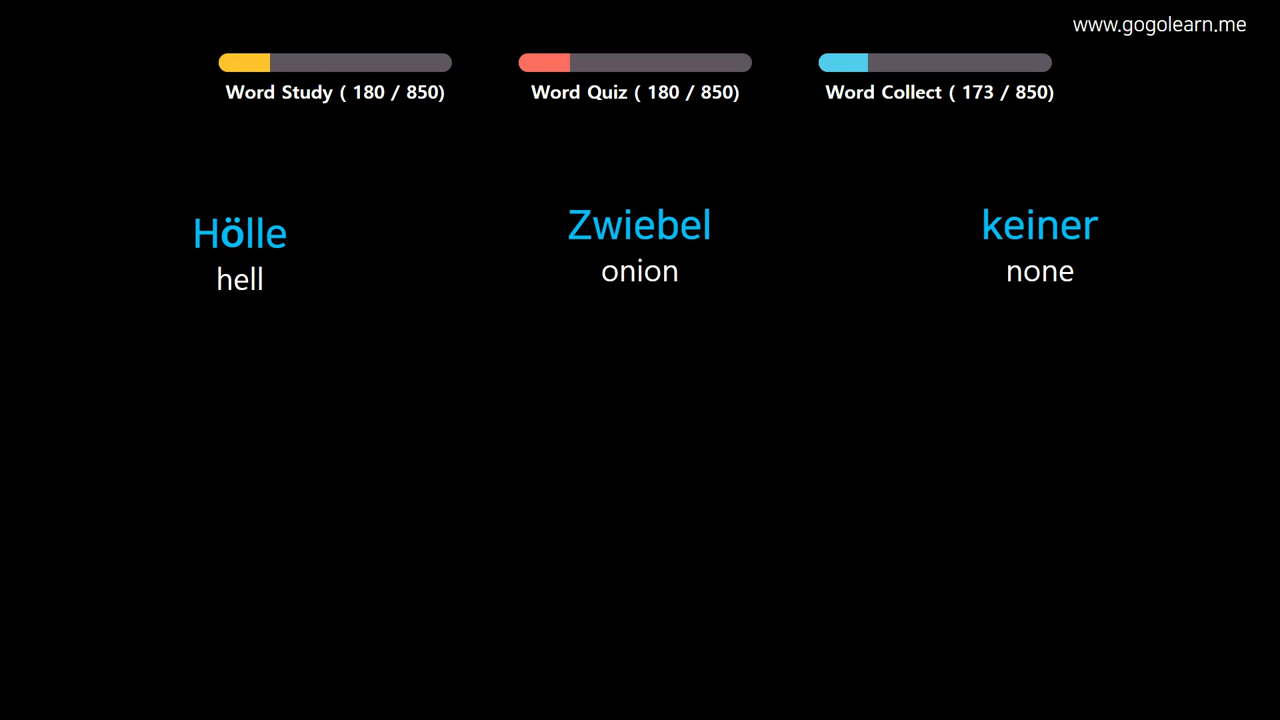 www.gogolearn.me
Word Study ( 180 / 850)
Word Quiz ( 180 / 850)
Word Collect ( 173 / 850)
Hölle
hell
Zwiebel
onion
keiner
none